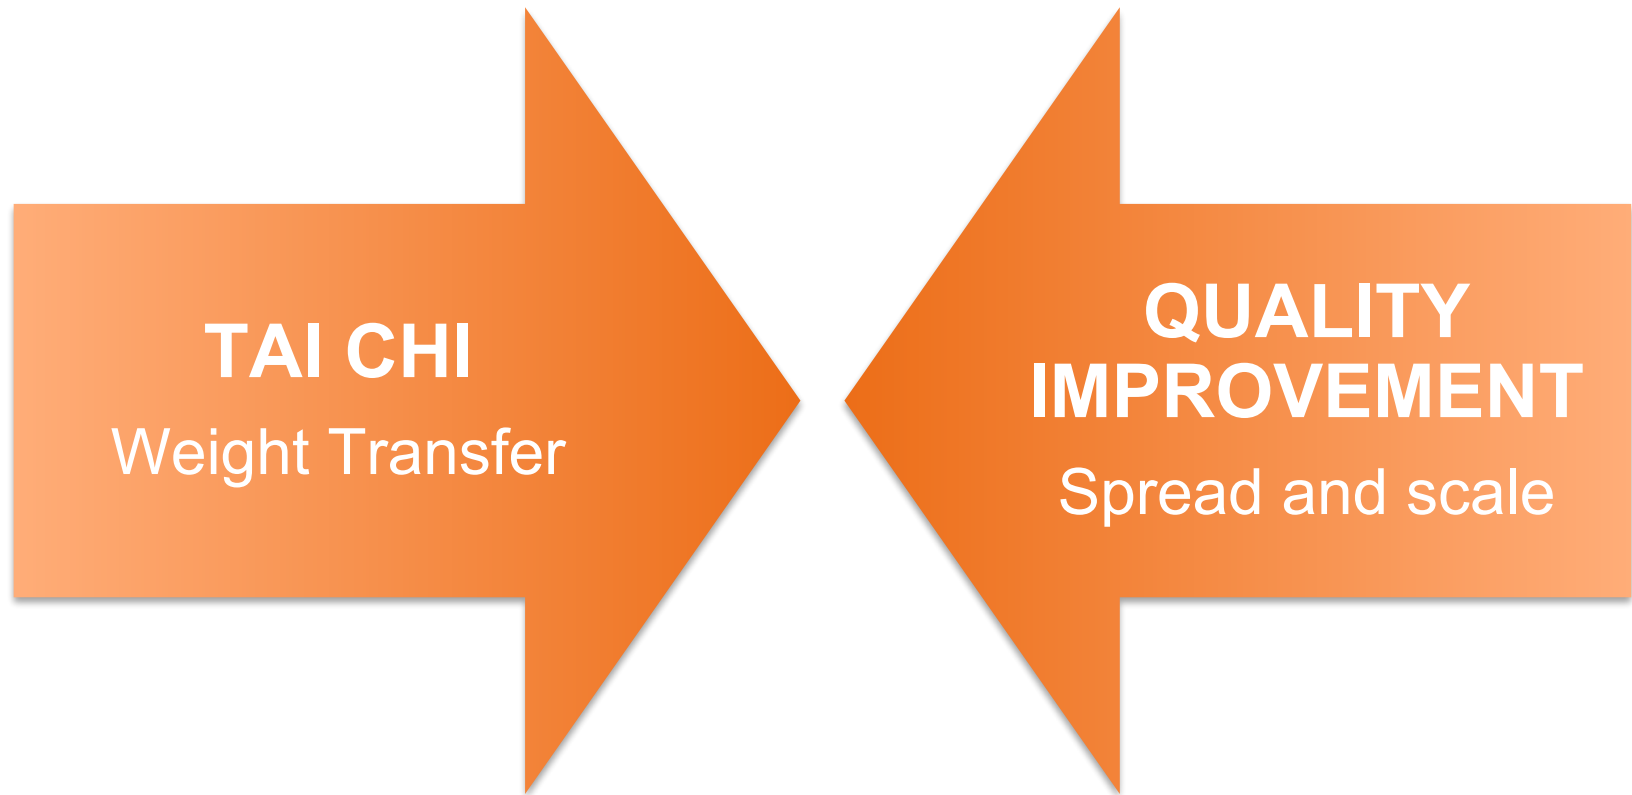 TAI CHI
Weight Transfer
QUALITY
IMPROVEMENT
Spread and scale